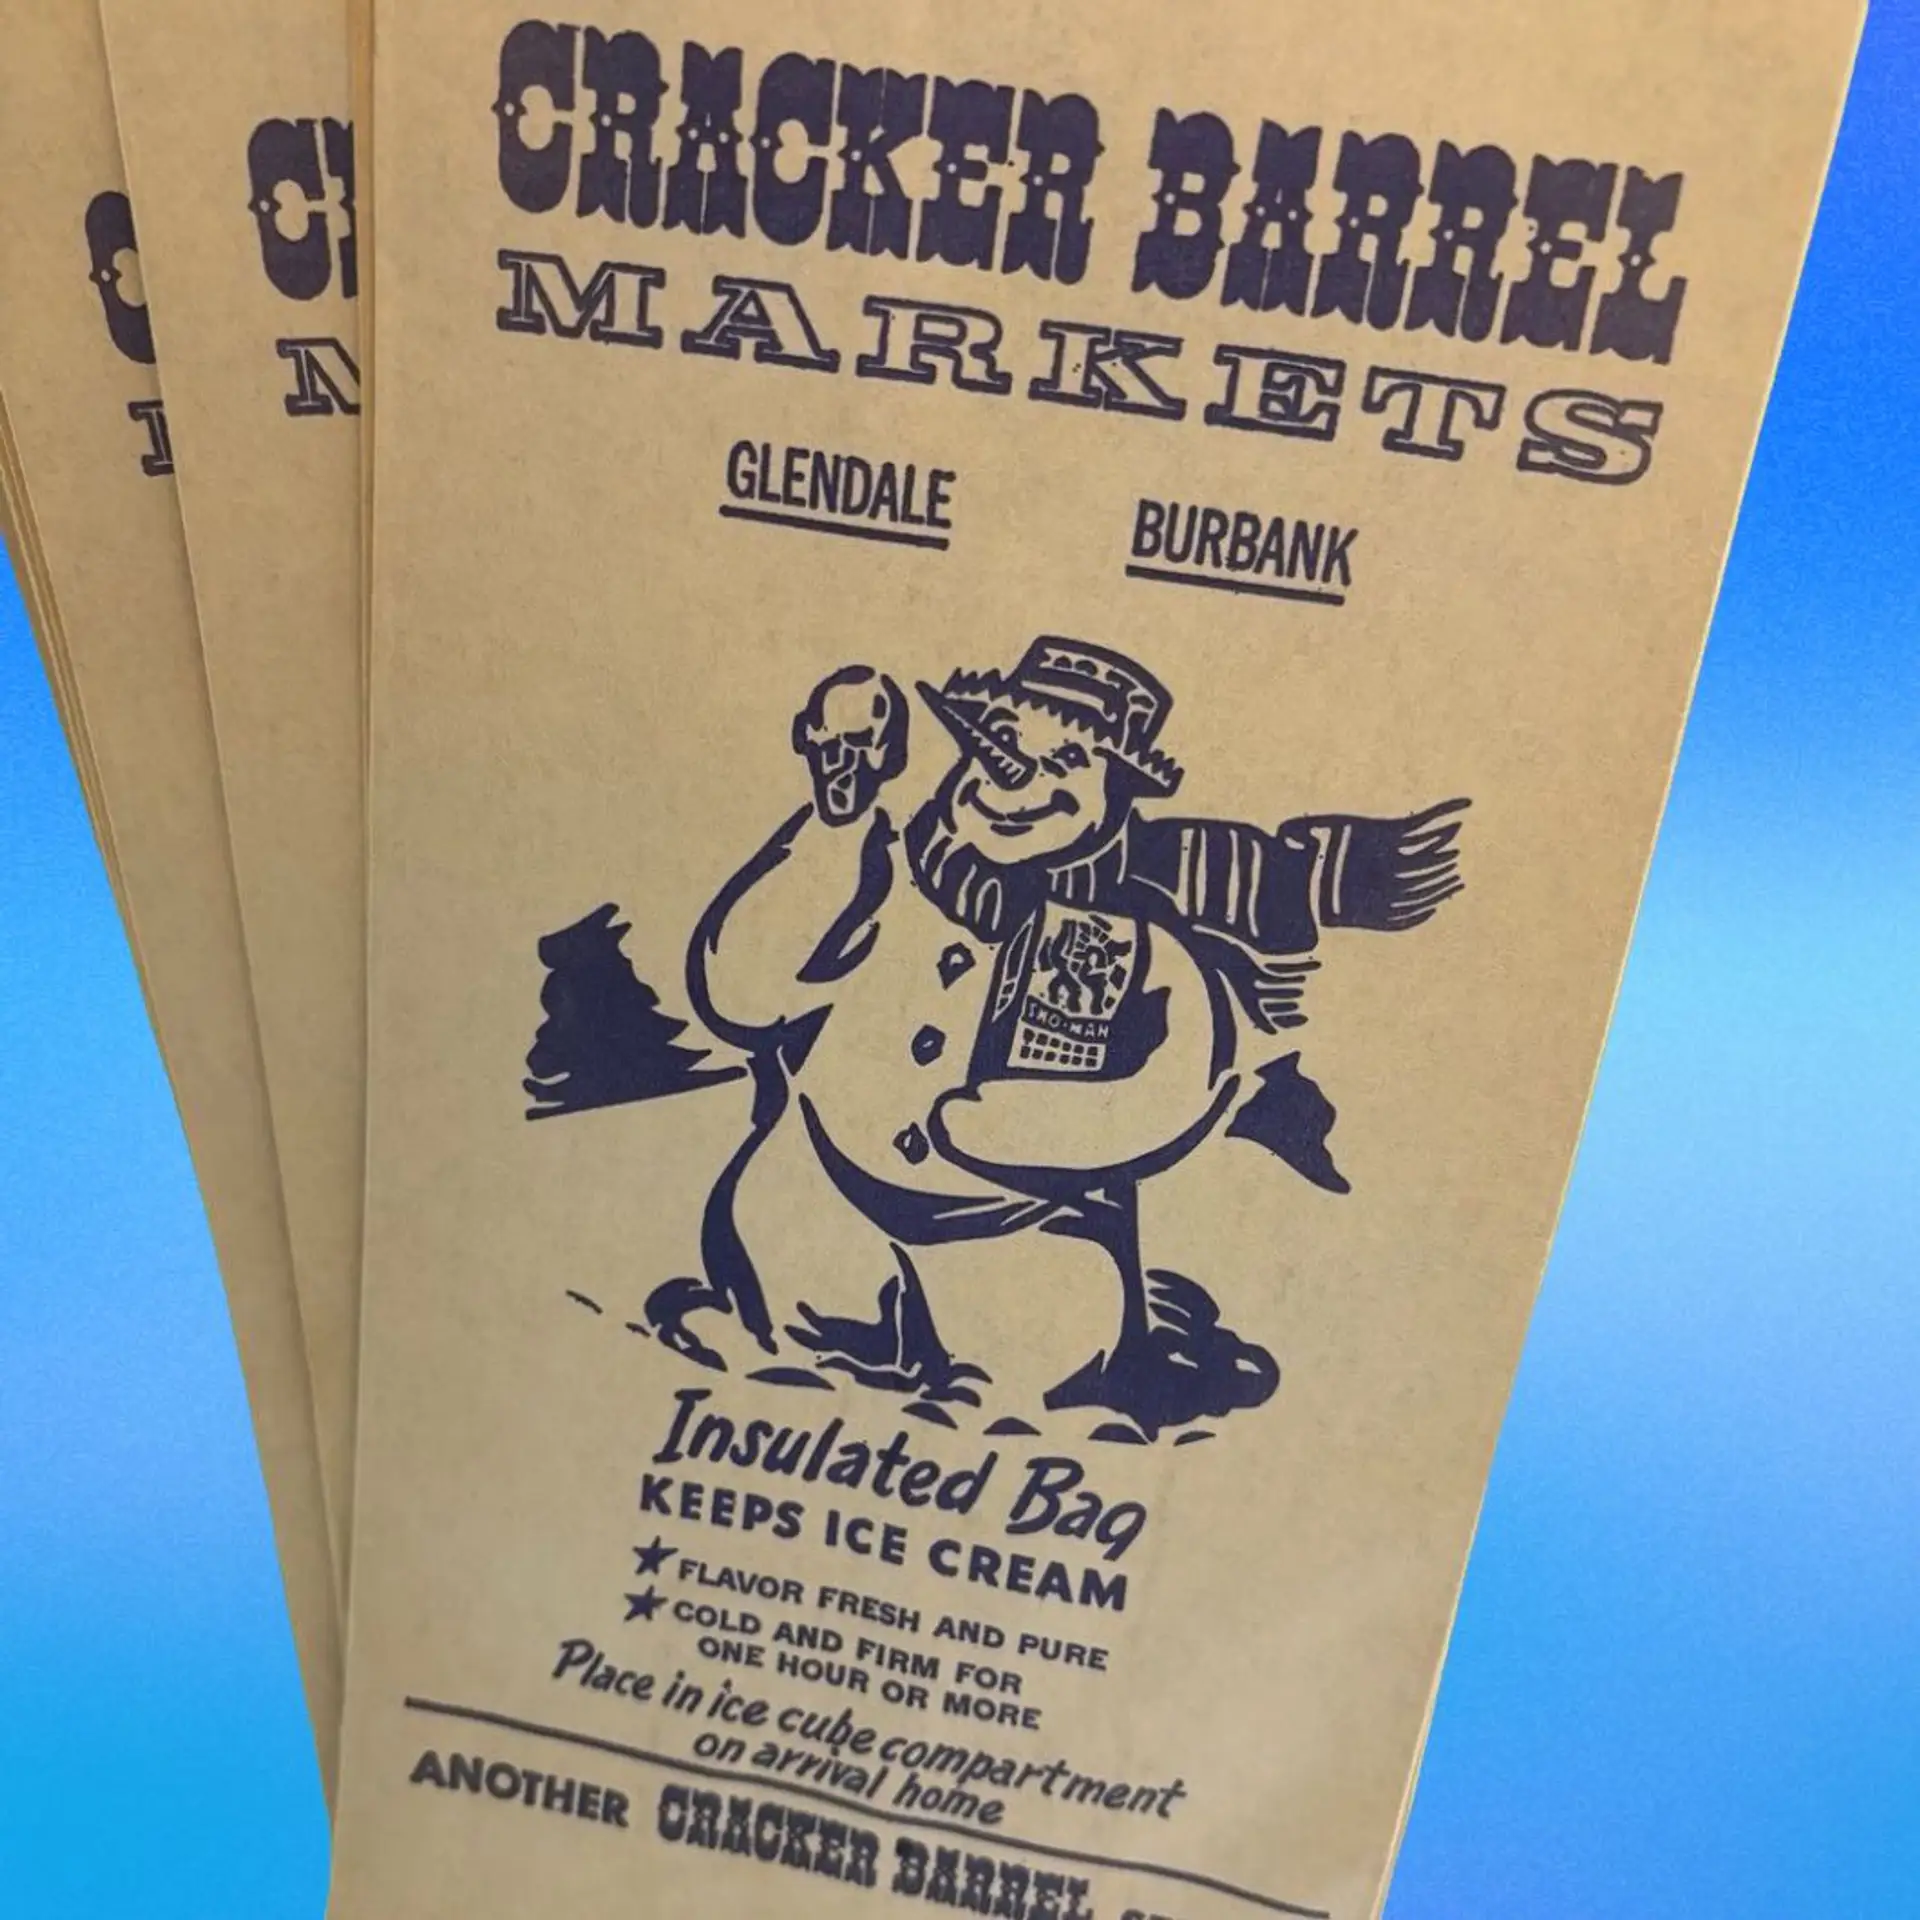 CRACKER BARREL
MARKETS
GLENDALE
BURBANK
SNO-MAN
Insulated Bag
KEEPS ICE CREAM
★ FLAVOR FRESH AND PURE
★ COLD AND FIRM FOR
ONE HOUR OR MORE
Place in ice cube compartment
on arrival home
ANOTHER CRACKER BARREL